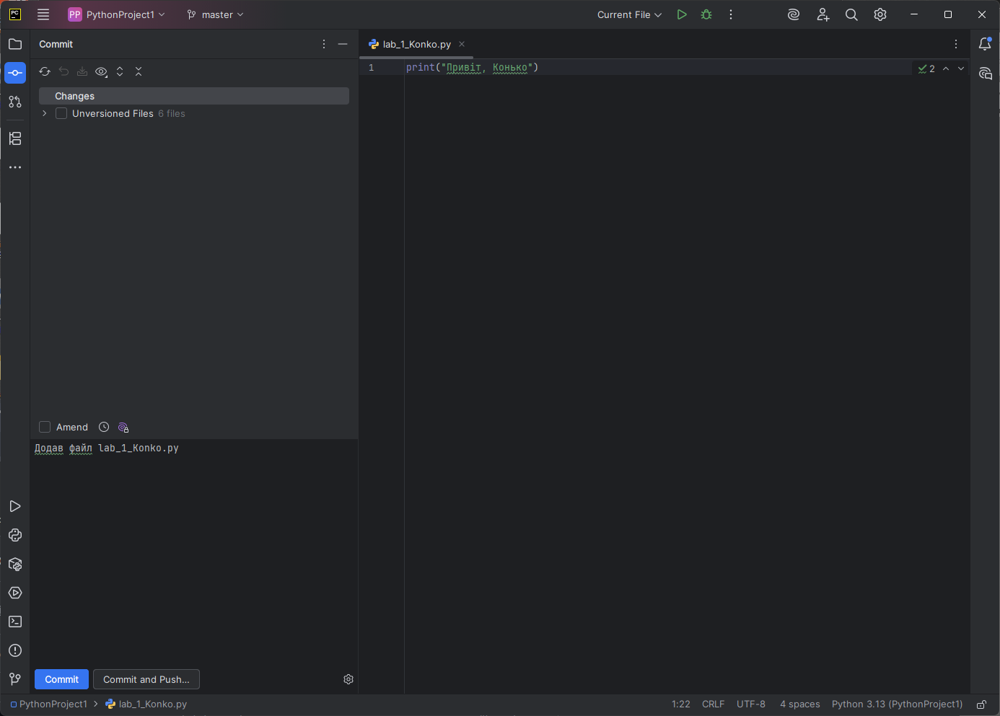 PC
PP PythonProject1 master Current File
Commit
lab_1_Konko.py
1 print("Привіт, Конько") 2
Changes
Unversioned Files 6 files
Amend
Додав файл lab_1_Konko.py
Commit Commit and Push...
PythonProject1 lab_1_Konko.py 1:22 CRLF UTF-8 4 spaces Python 3.13 (PythonProject1)